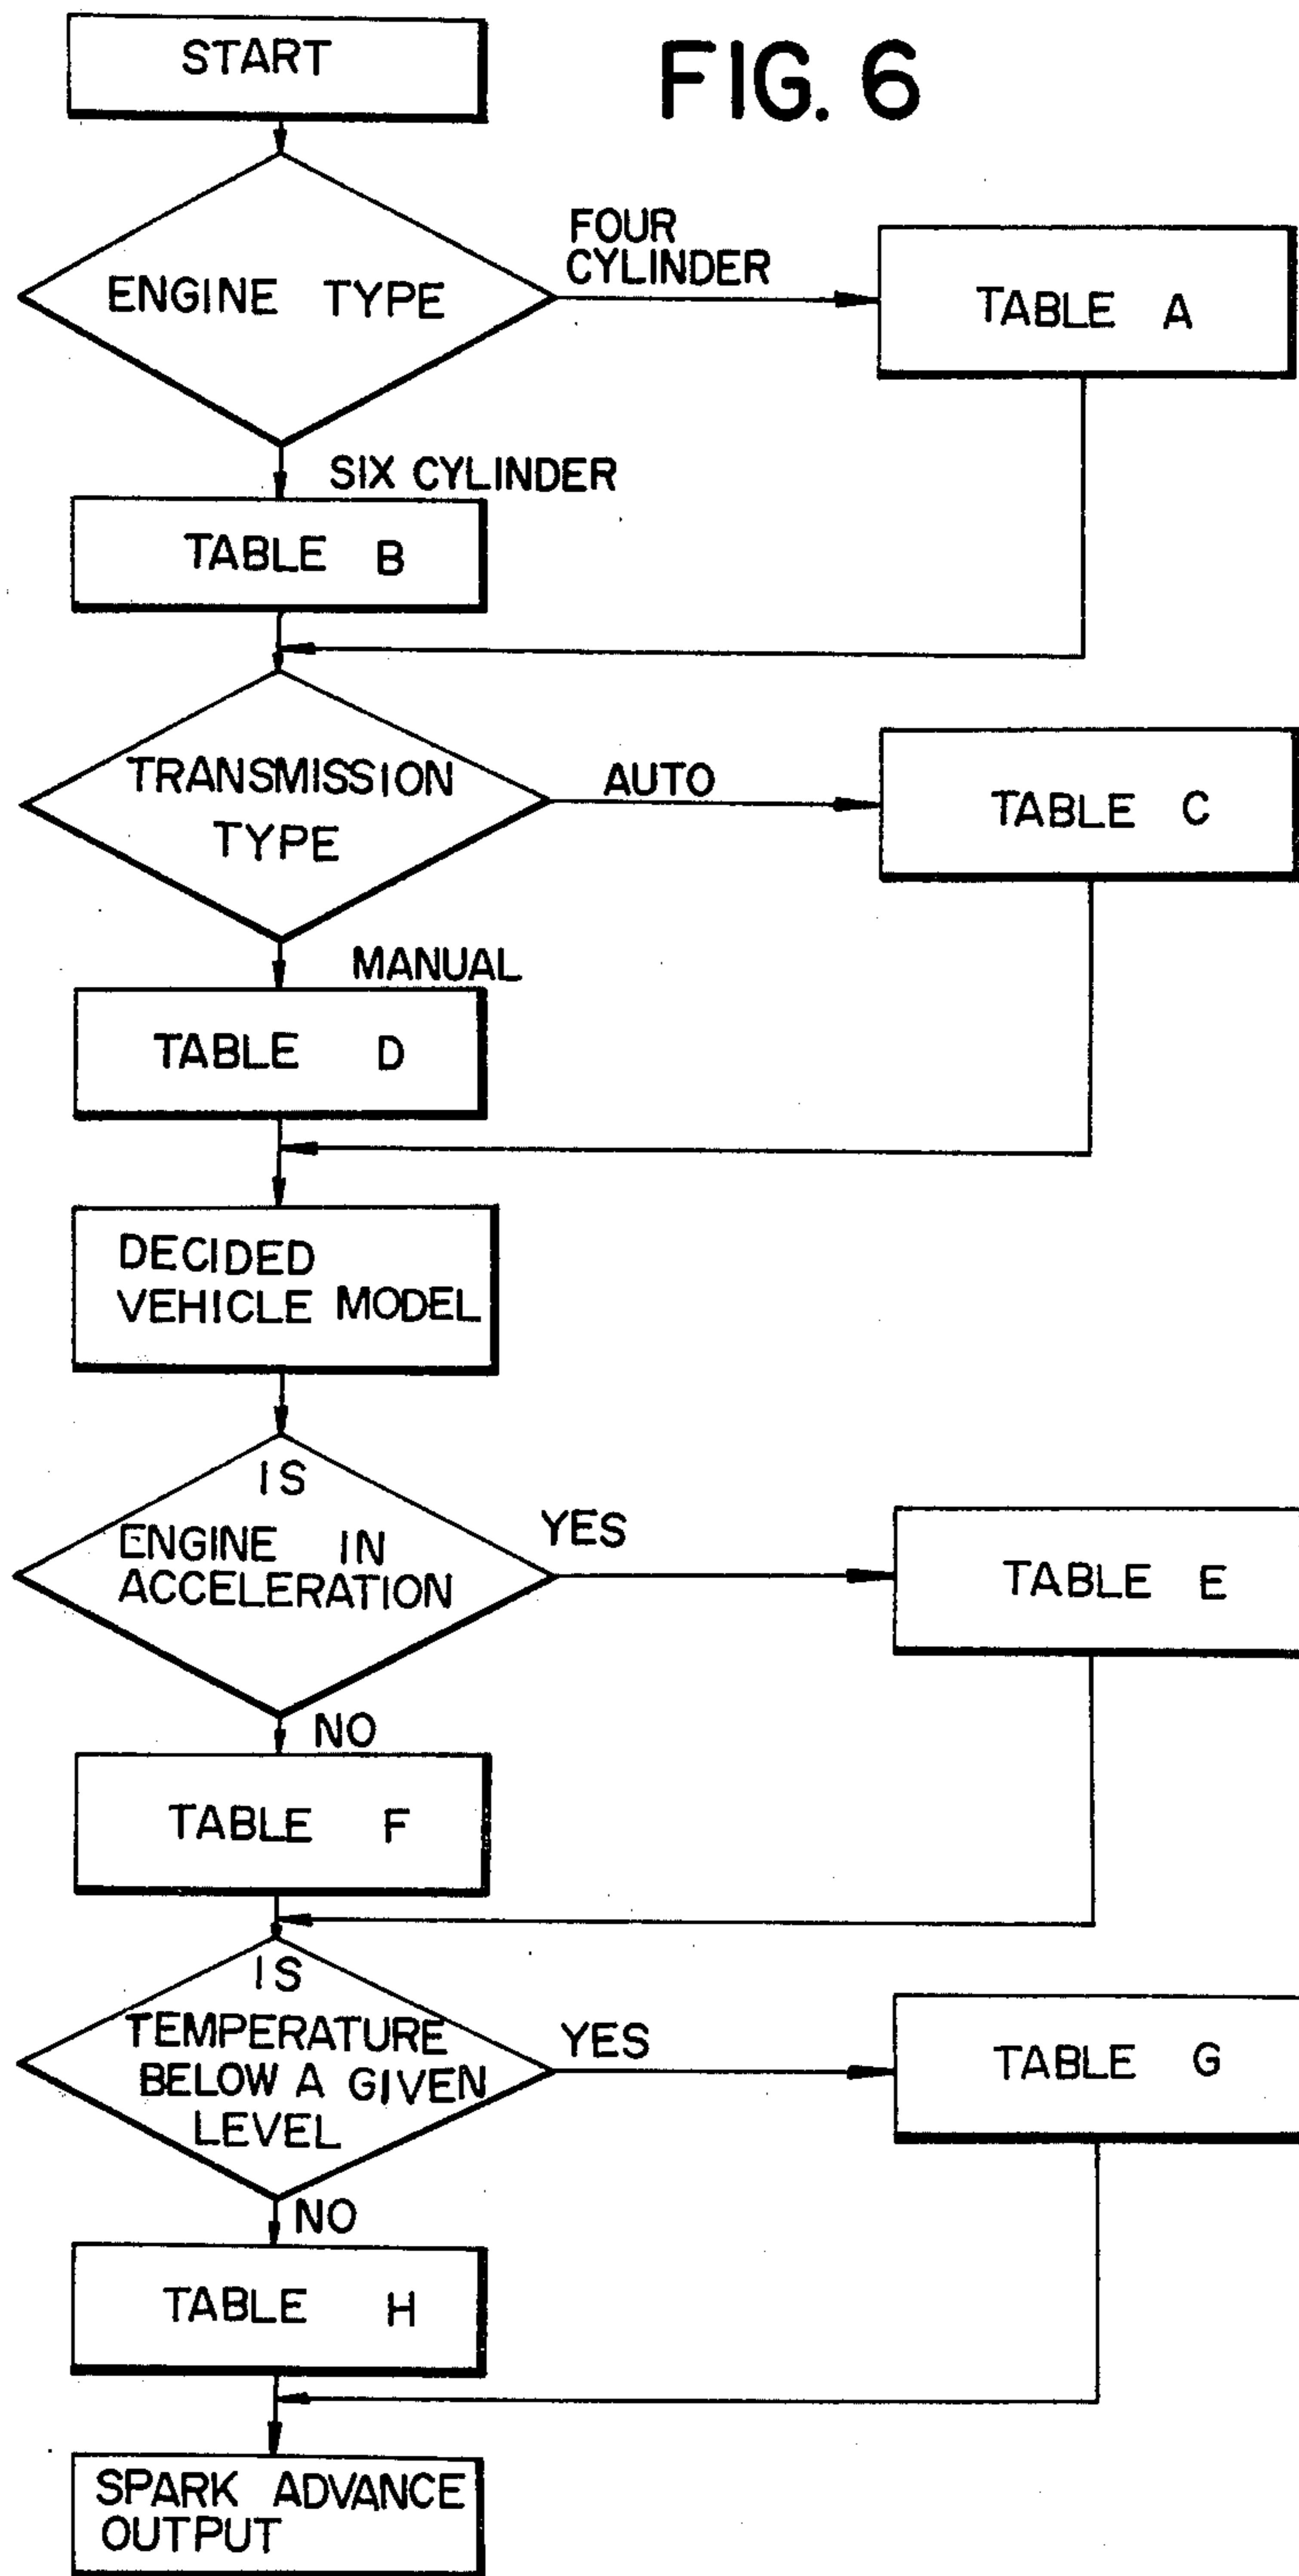 START
FIG. 6
ENGINE TYPE
FOUR
CYLINDER
TABLE A
SIX CYLINDER
TABLE B
TRANSMISSION
TYPE
AUTO
TABLE C
MANUAL
TABLE D
DECIDED
VEHICLE MODEL
IS
ENGINE IN
ACCELERATION
YES
TABLE E
NO
TABLE F
IS
TEMPERATURE
BELOW A GIVEN
LEVEL
YES
TABLE G
NO
TABLE H
SPARK ADVANCE
OUTPUT